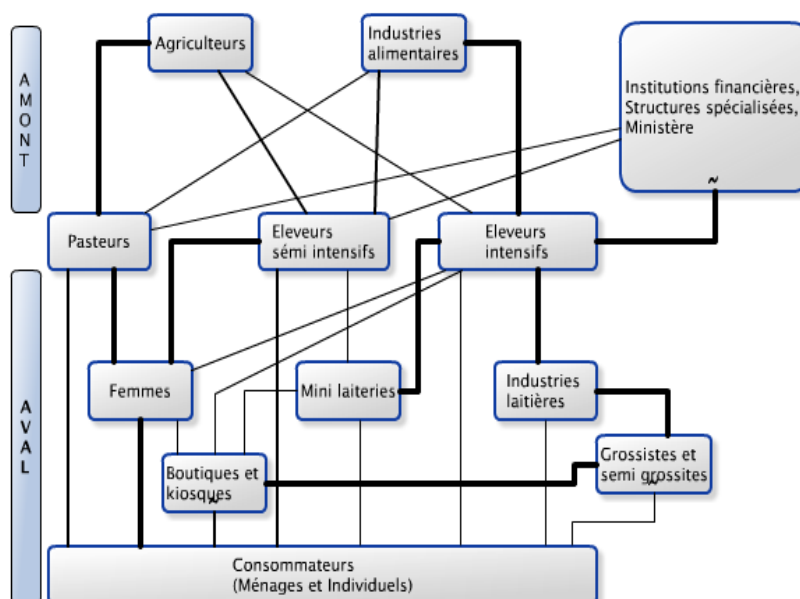 AMONT
Agriculteurs
Industries
alimentaires
Institutions financières,
Structures spécialisées,
Ministère
~
Pasteurs
Eleveurs
sémi intensifs
Eleveurs
intensifs
AVAL
Femmes
Mini laiteries
Industries
laitières
Boutiques et
kiosques
~
Grossistes et
semi grossites
~
Consommateurs
(Ménages et Individuels)